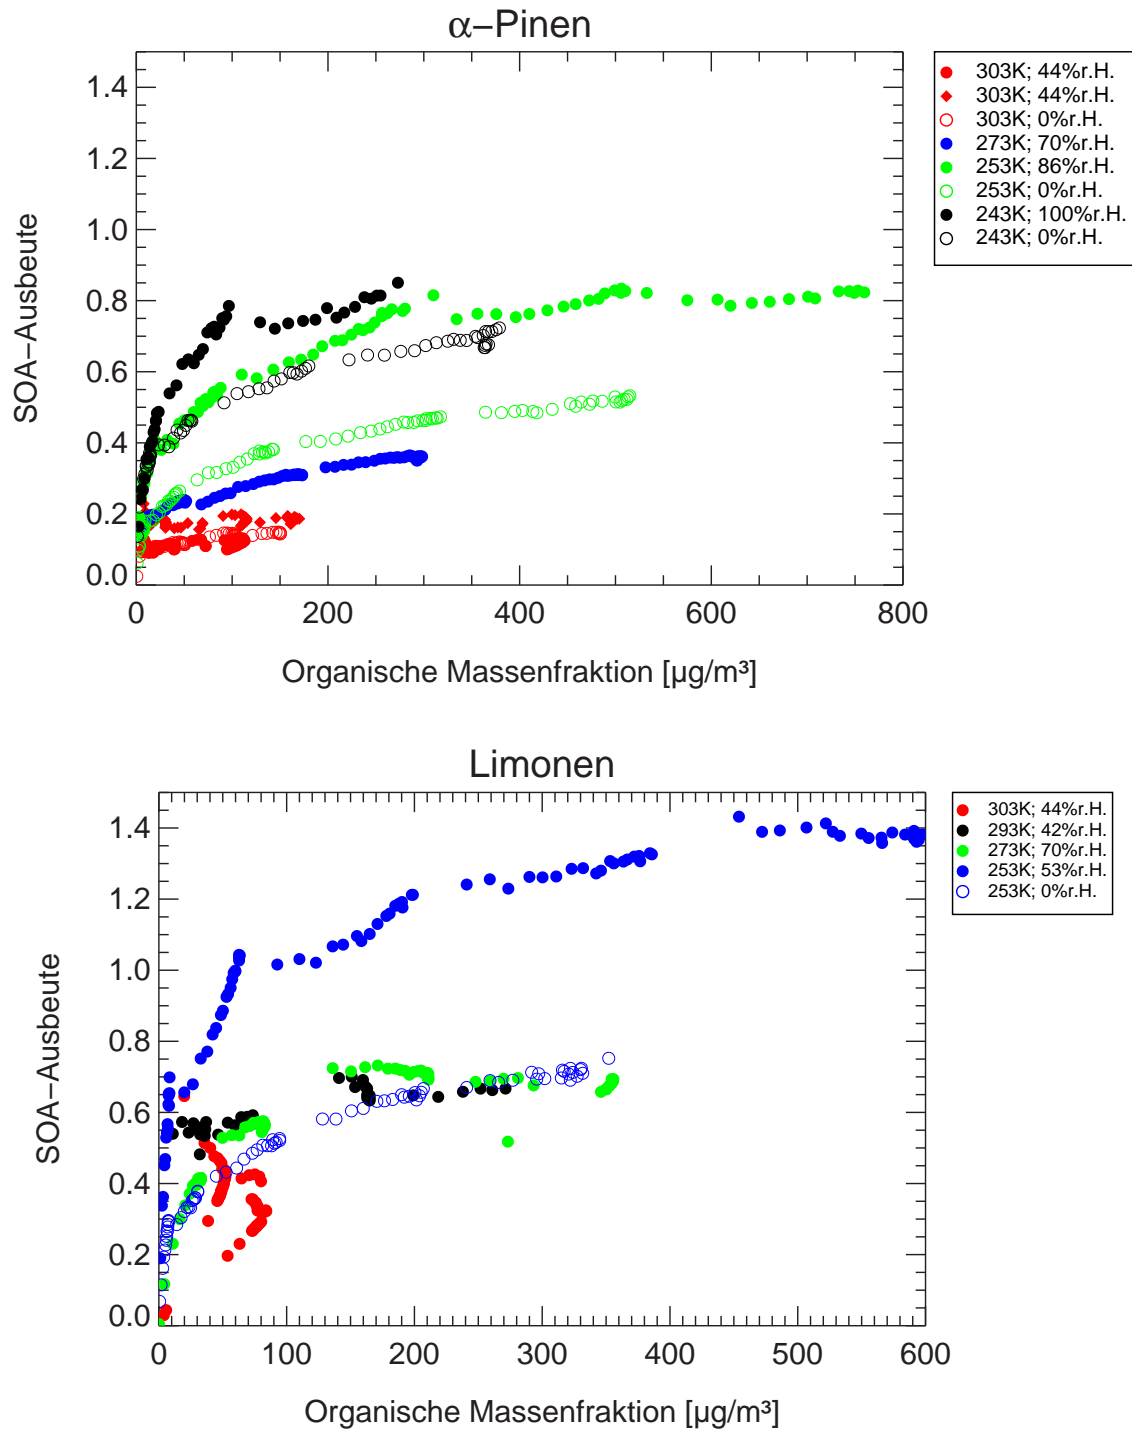 α−Pinen
SOA−Ausbeute
1.4
1.2
1.0
0.8
0.6
0.4
0.2
0.0
0 200 400 600 800
Organische Massenfraktion [μg/m³]
303K; 44%r.H.
303K; 44%r.H.
303K; 0%r.H.
273K; 70%r.H.
253K; 86%r.H.
253K; 0%r.H.
243K; 100%r.H.
243K; 0%r.H.
Limonen
SOA−Ausbeute
1.4
1.2
1.0
0.8
0.6
0.4
0.2
0.0
0 100 200 300 400 500 600
Organische Massenfraktion [μg/m³]
303K; 44%r.H.
293K; 42%r.H.
273K; 70%r.H.
253K; 53%r.H.
253K; 0%r.H.